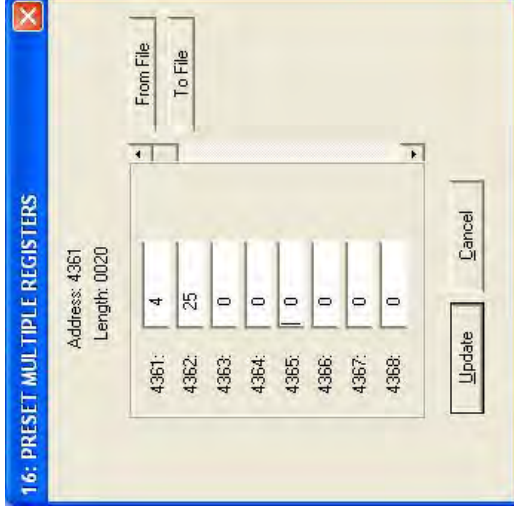 16: PRESET MULTIPLE REGISTERS
Address: 4361
Length: 0020
4361: 4
4362: 25
4363: 0
4364: 0
4365: 0
4366: 0
4367: 0
4368: 0
From File
To File
Update
Cancel